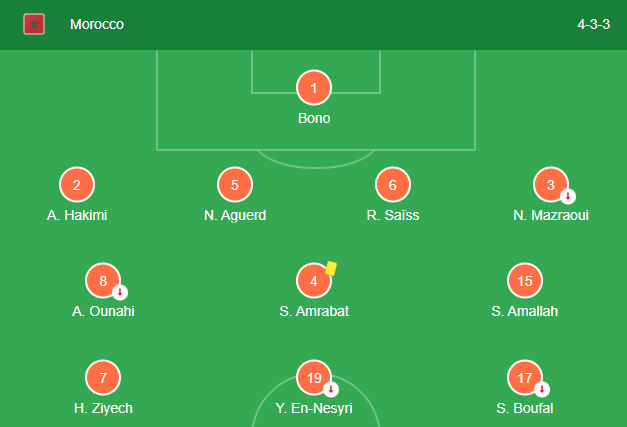 Morocco 4-3-3
1
Bono
2 5 6 3
A. Hakimi N. Aguerd R. Saïss N. Mazraoui
8 4 15
A. Ounahi S. Amrabat S. Amallah
7 19 17
H. Ziyech Y. En-Nesyri S. Boufal